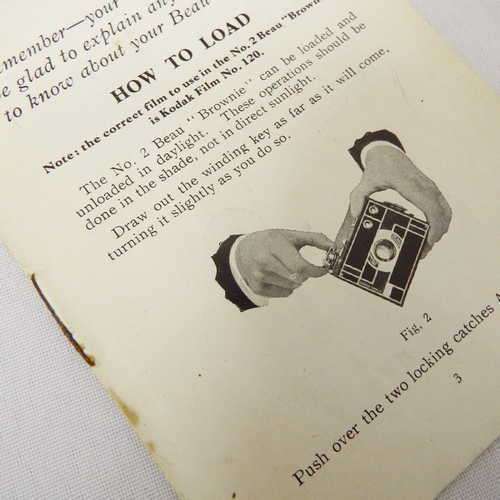 member—your
glad to explain any
to know about your Beau
HOW TO LOAD
Note: the correct film to use in the No. 2 Beau "Brown
is Kodak Film No. 120.
The No. 2 Beau "Brownie" can be loaded and
unloaded in daylight. These operations should be
done in the shade, not in direct sunlight.
Draw out the winding key as far as it will come,
turning it slightly as you do so.
Fig. 2
Push over the two locking catches A
3